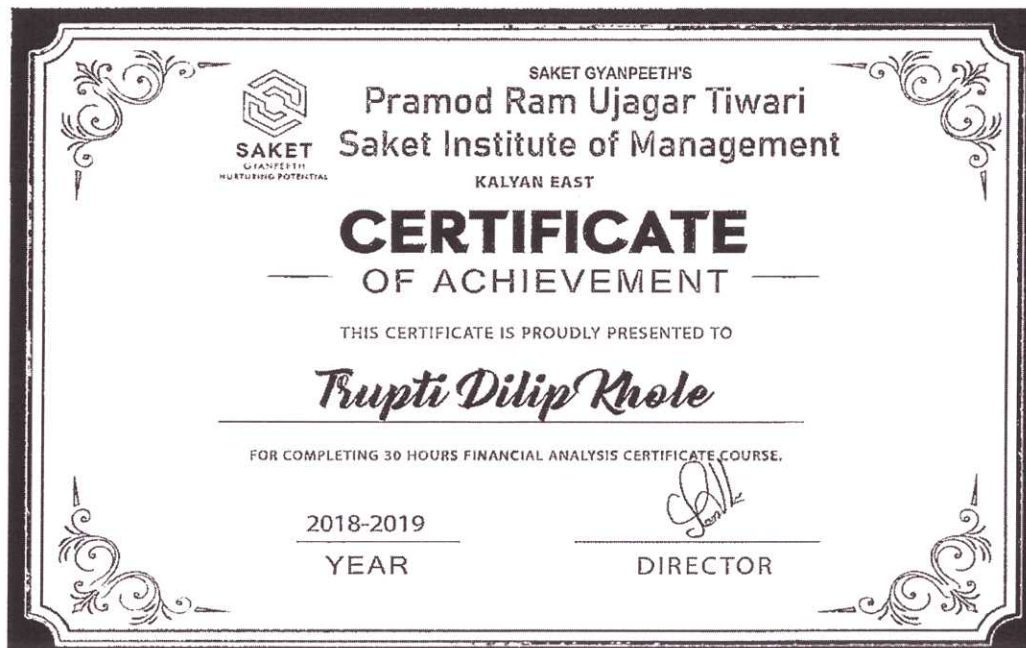 SAKET GYANPEETH'S
Pramod Ram Ujagar Tiwari
Saket Institute of Management
KALYAN EAST
SAKET
GYANPEETH
NURTURING POTENTIAL
CERTIFICATE
OF ACHIEVEMENT
THIS CERTIFICATE IS PROUDLY PRESENTED TO
Trupti Dilip Khole
FOR COMPLETING 30 HOURS FINANCIAL ANALYSIS CERTIFICATE COURSE.
2018-2019
YEAR
DIRECTOR